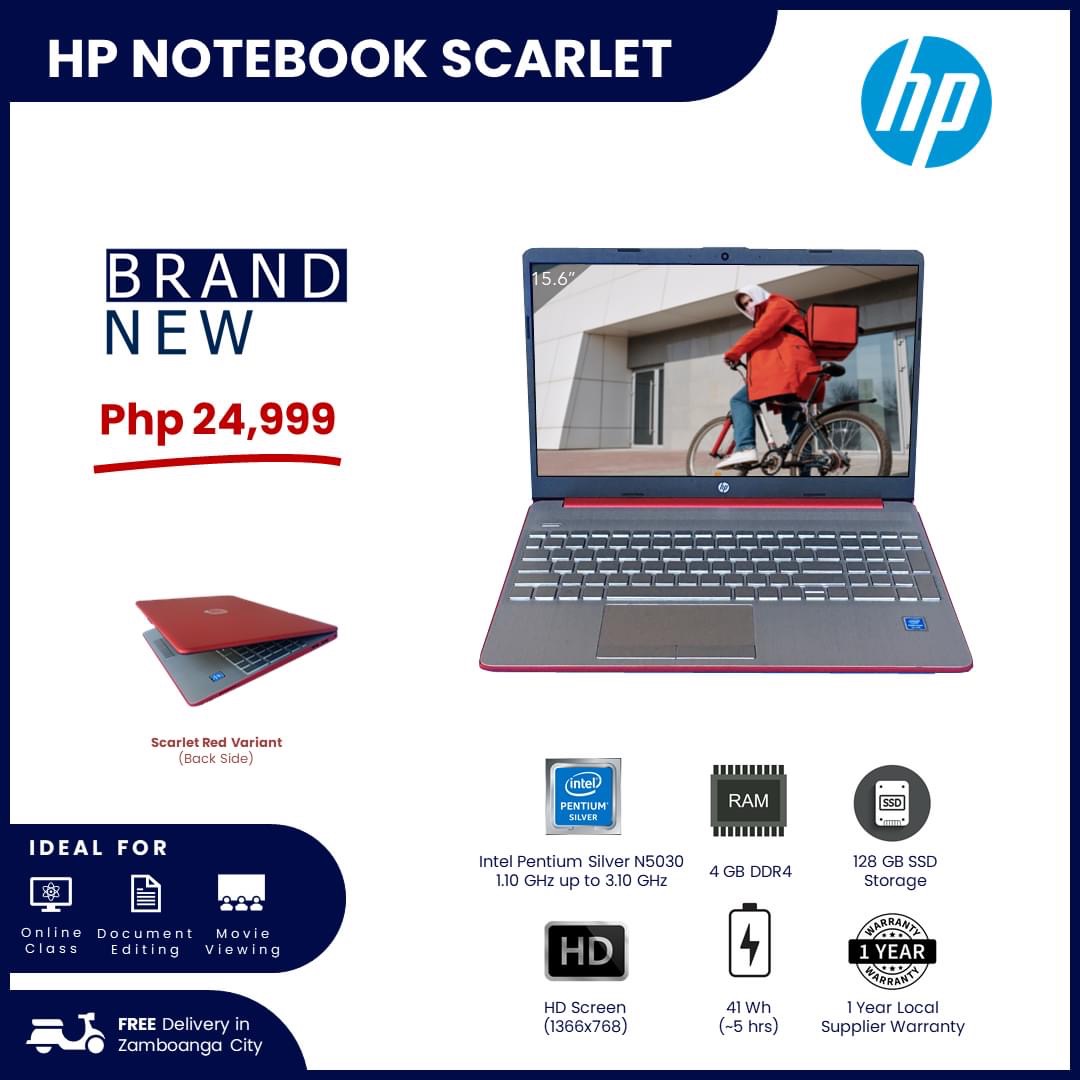 HP NOTEBOOK SCARLET
hp
BRAND
NEW
Php 24,999
15.6”
hp
Scarlet Red Variant
(Back Side)
intel
PENTIUM
SILVER
Intel Pentium Silver N5030
1.10 GHz up to 3.10 GHz
RAM
4 GB DDR4
SSD
128 GB SSD
Storage
HD
HD Screen
(1366x768)
41 Wh
(~5 hrs)
WARRANTY
1 YEAR
WARRANTY
1 Year Local
Supplier Warranty
IDEAL FOR
Online
Class
Document
Editing
Movie
Viewing
FREE Delivery in
Zamboanga City